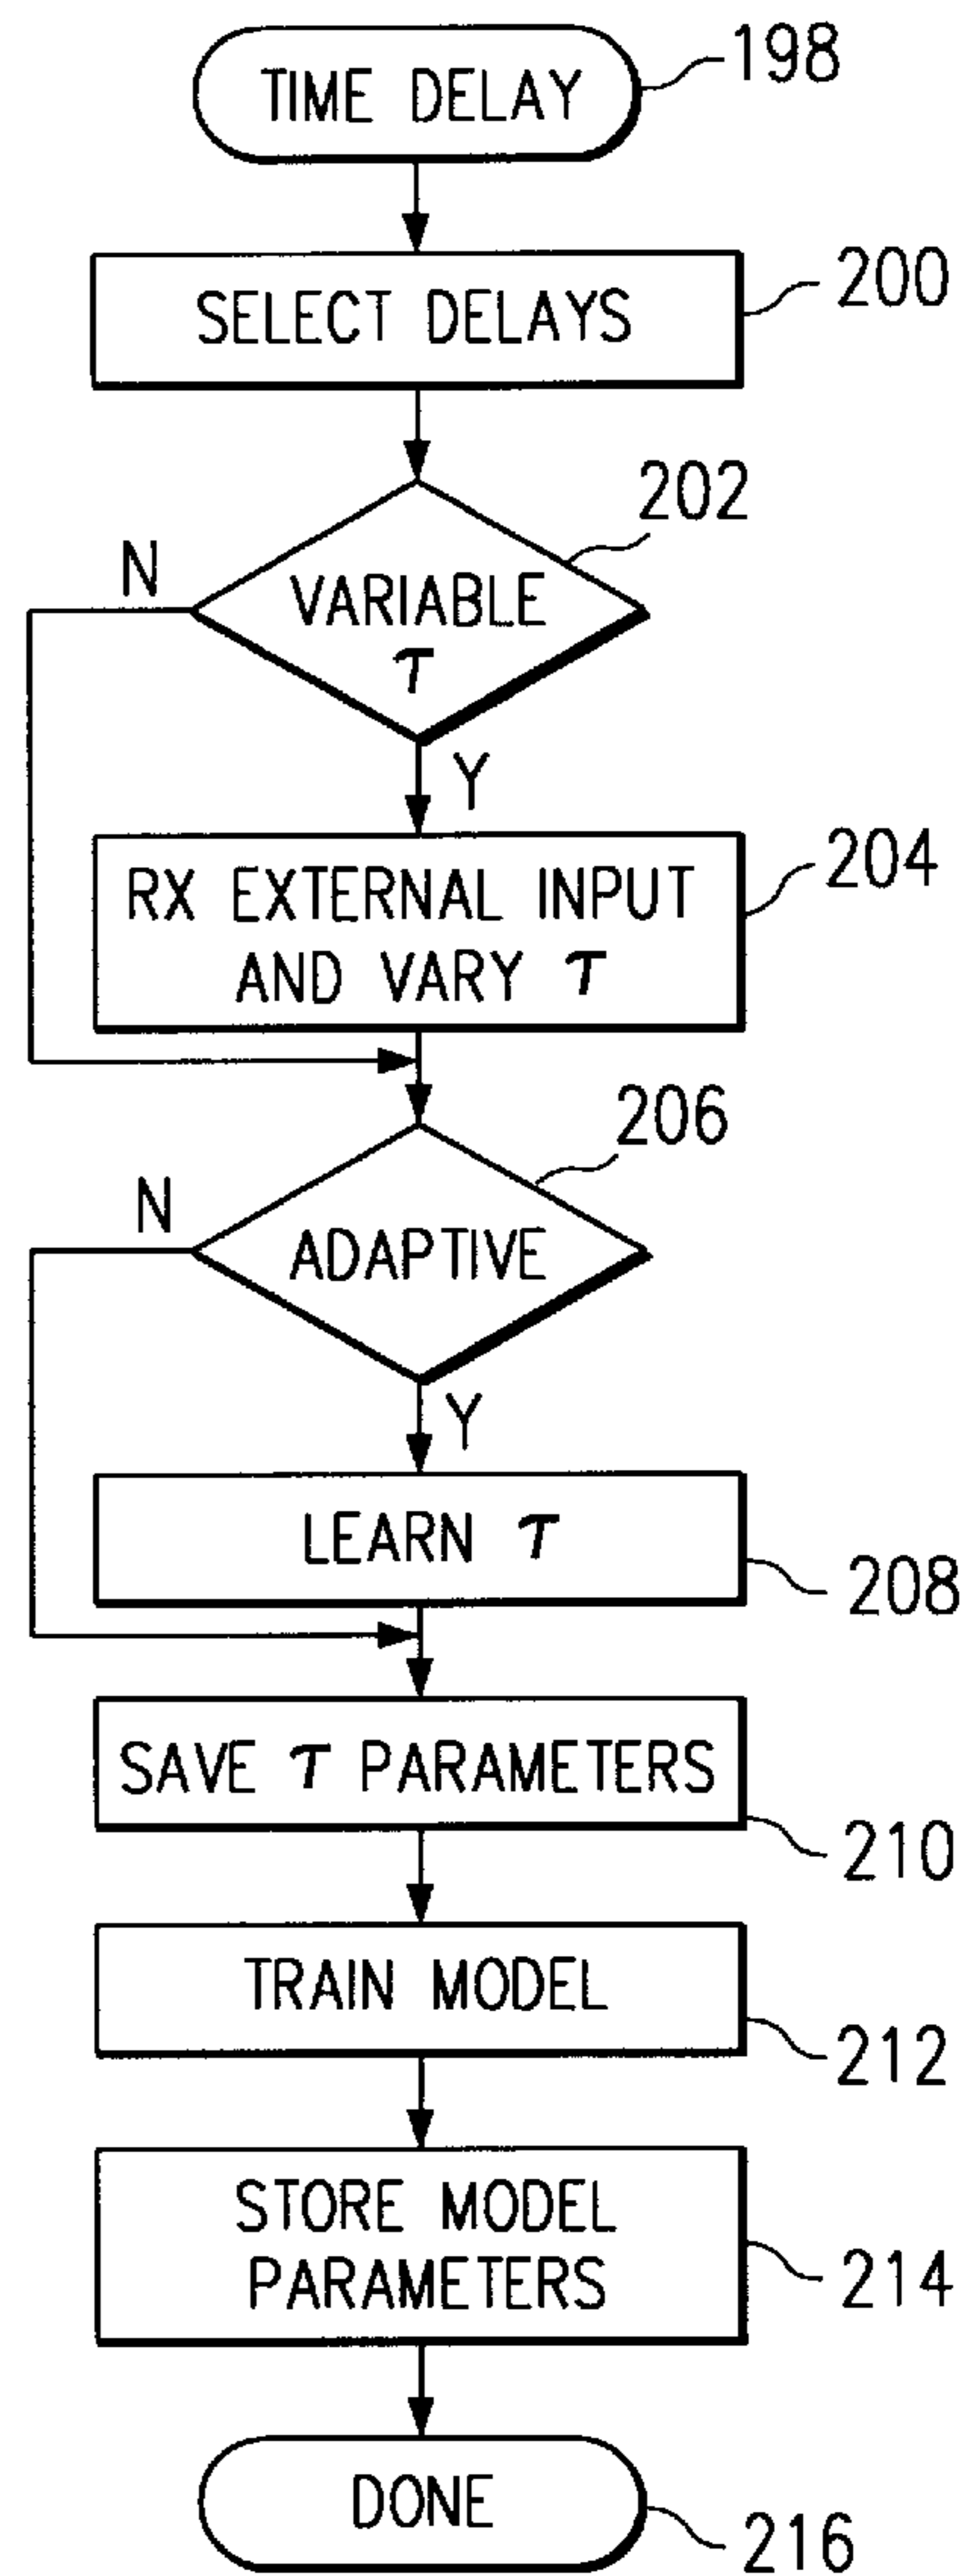 TIME DELAY
198
SELECT DELAYS
200
202
N
VARIABLE
τ
Y
RX EXTERNAL INPUT
AND VARY τ
204
206
N
ADAPTIVE
Y
LEARN τ
208
SAVE τ PARAMETERS
210
TRAIN MODEL
212
STORE MODEL
PARAMETERS
214
DONE
216